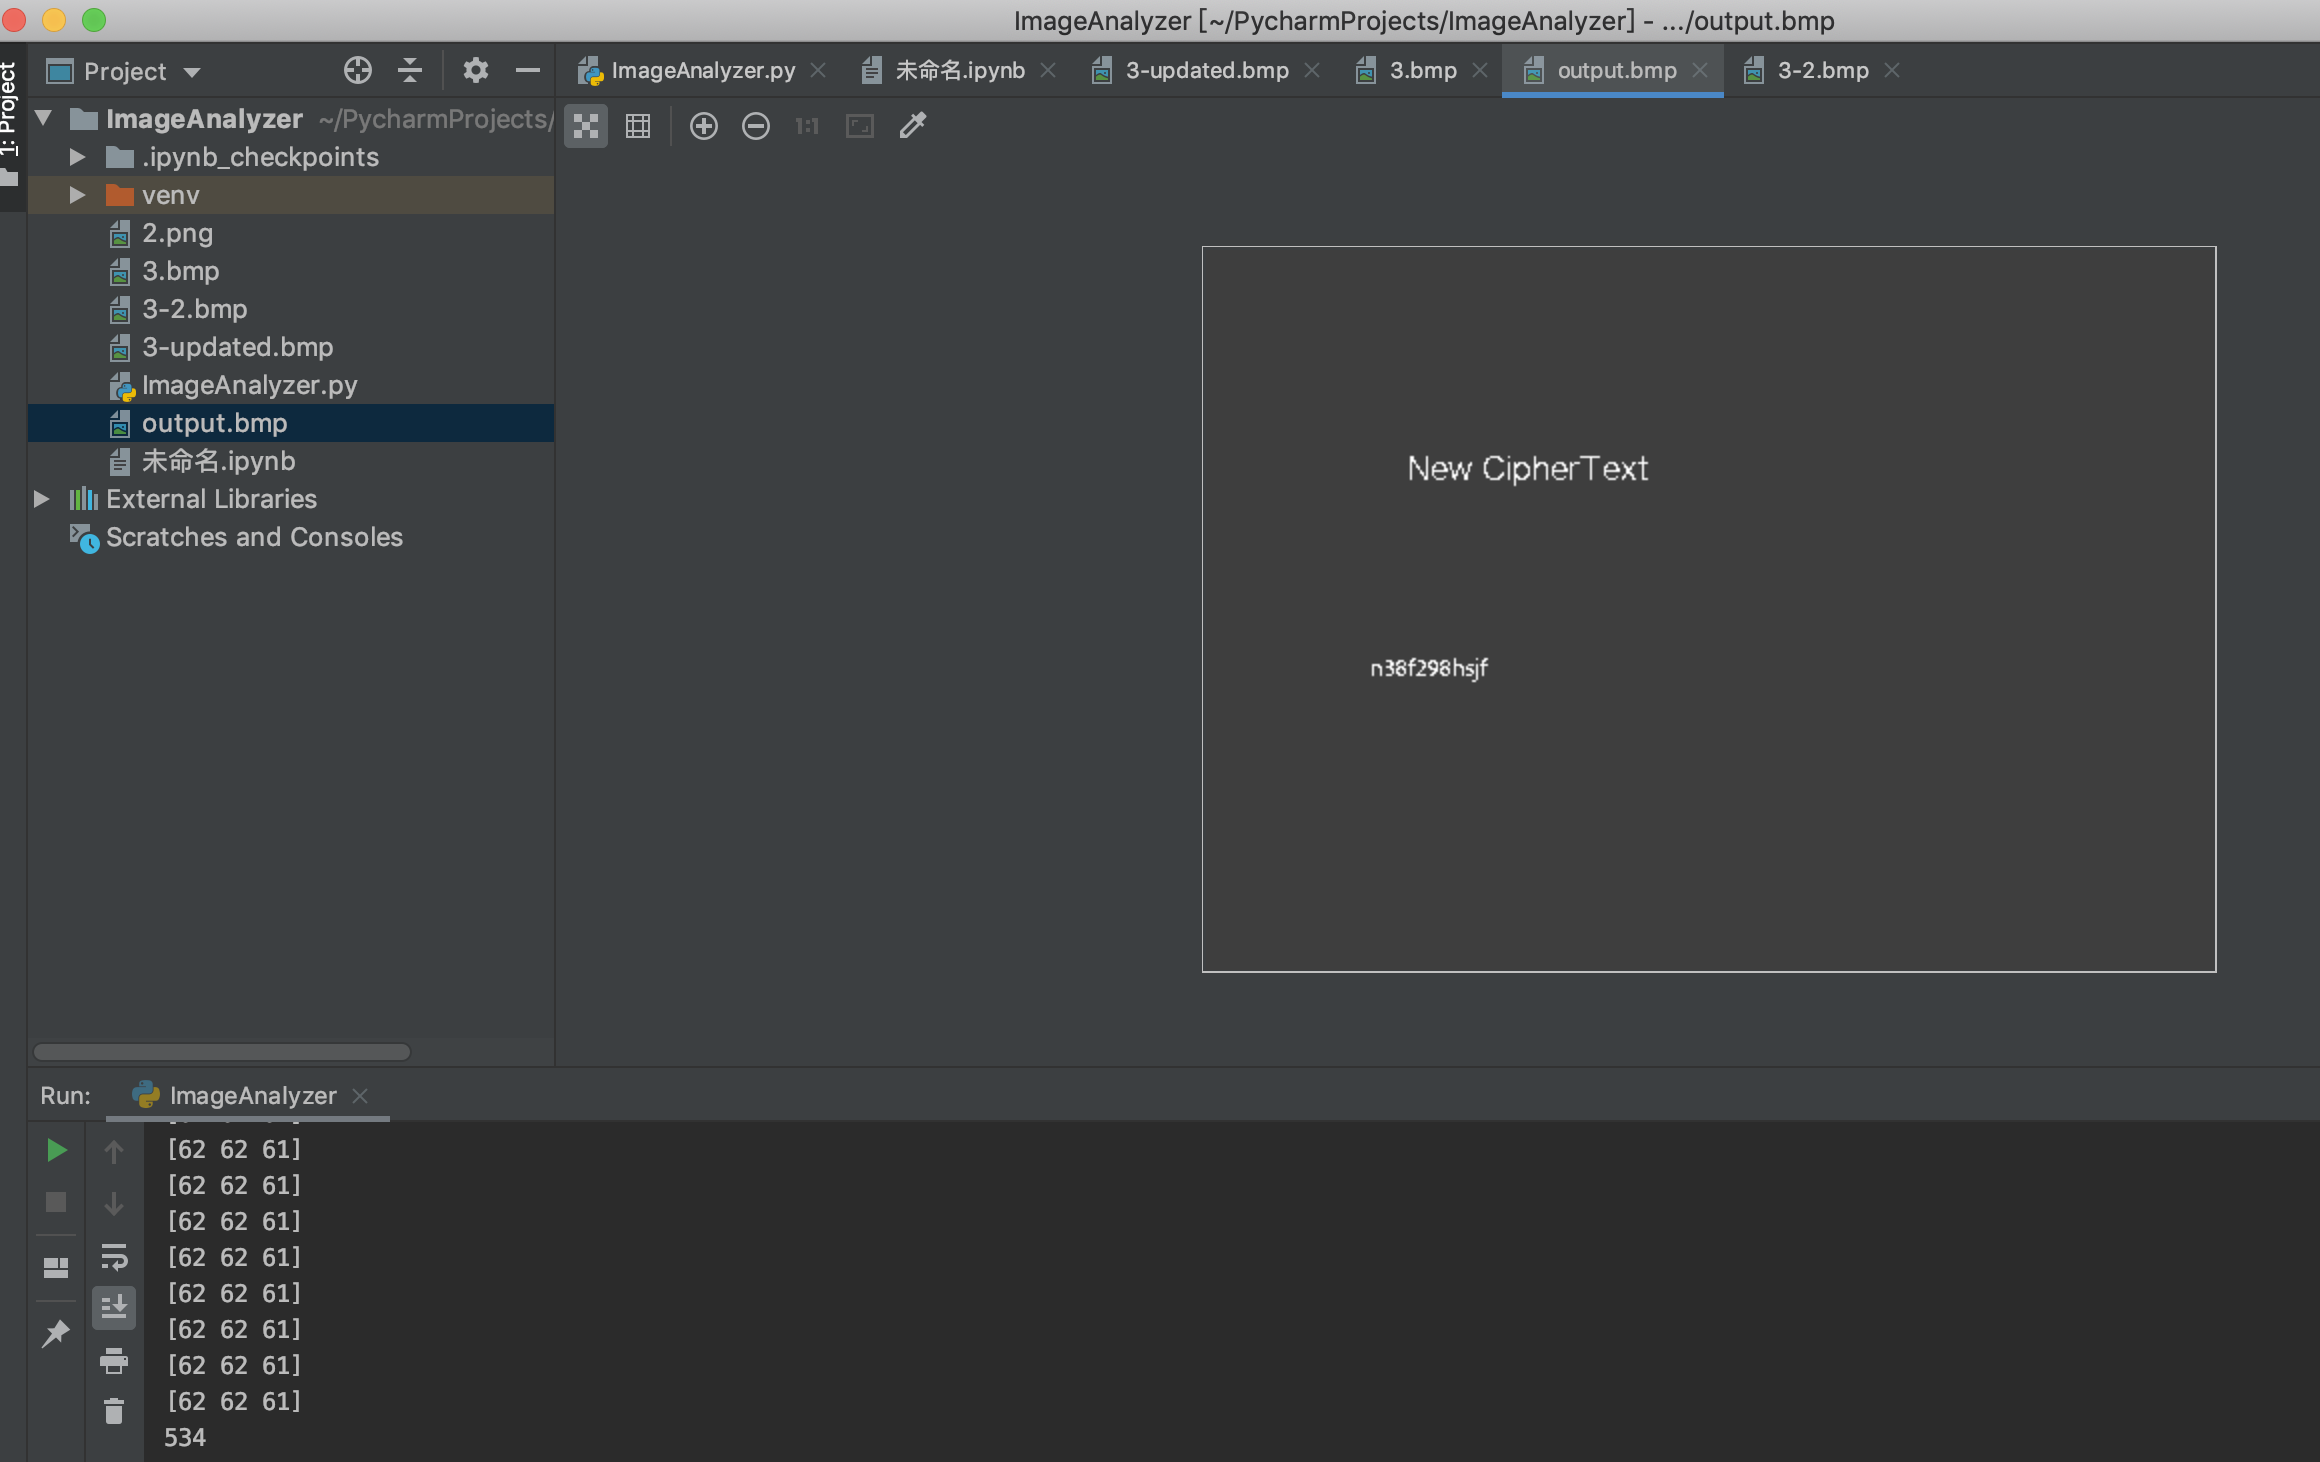 ImageAnalyzer [~/PycharmProjects/ImageAnalyzer] - .../output.bmp
1: Project
Project
ImageAnalyzer.py
未命名.ipynb
3-updated.bmp
3.bmp
output.bmp
3-2.bmp
ImageAnalyzer ~/PycharmProjects/
.ipynb_checkpoints
venv
2.png
3.bmp
3-2.bmp
3-updated.bmp
ImageAnalyzer.py
output.bmp
未命名.ipynb
External Libraries
Scratches and Consoles
1:1
New CipherText
n38f298hsjf
Run:
ImageAnalyzer
[62 62 61]
[62 62 61]
[62 62 61]
[62 62 61]
[62 62 61]
[62 62 61]
[62 62 61]
[62 62 61]
534